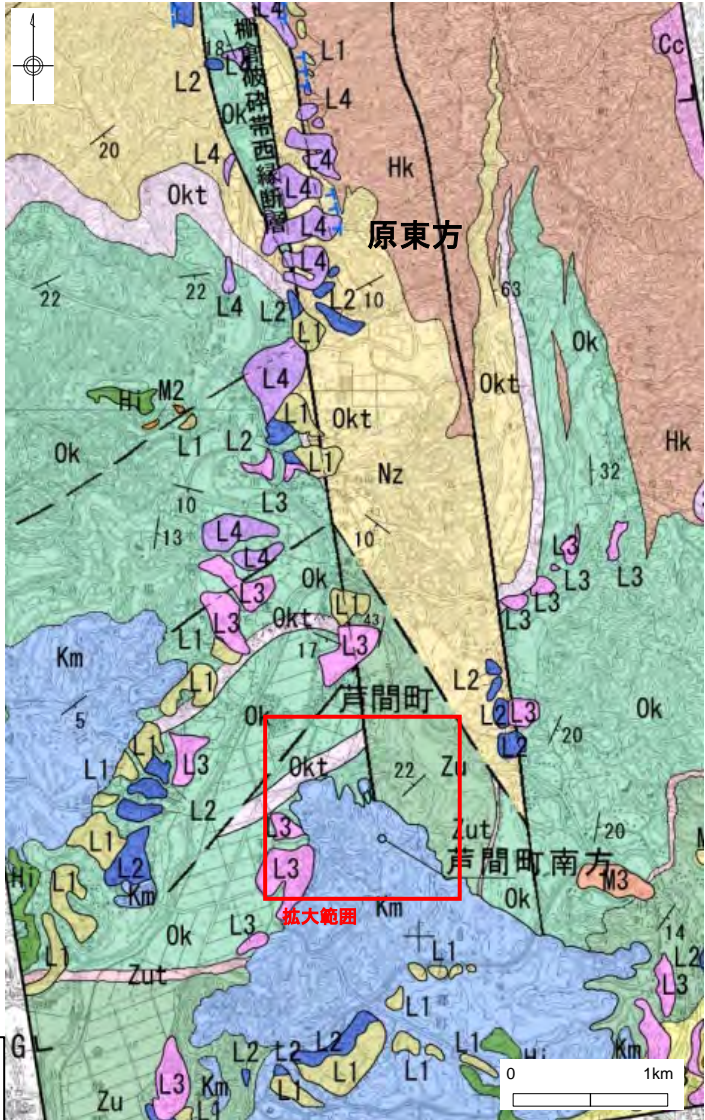 L4
L1
Cc
18
L2
L4
棚倉破砕帯西縁断層
Ok
20
L4
L4
Hk
Okt
L4
原東方
L4
22
22
L4
63
L2
L2
10
L1
Ok
L4
Hi
M2
L1
Okt
Okt
L1
L2
Ok
L1
Nz
Hk
32
L3
10
13
L4
10
L4
Ok
L3
L3
L3
L3
L3
L1
L3
43
Okt
L1
17
L3
Km
L1
L2
芦間町
5
Ok
L2
L3
Ok
L1
Okt
22
Zu
L2
20
L1
L3
L2
L3
Zut
20
L1
L2
L3
芦間町南方
M3
Hi
L1
Km
Ok
拡大範囲
Km
Ok
L3
14
L1
L2
Zut
L1
L3
L1
G
L2
L2
L2
L1
L1
Hi
Km
Zu
L3
Km
L1
L1
0
1km